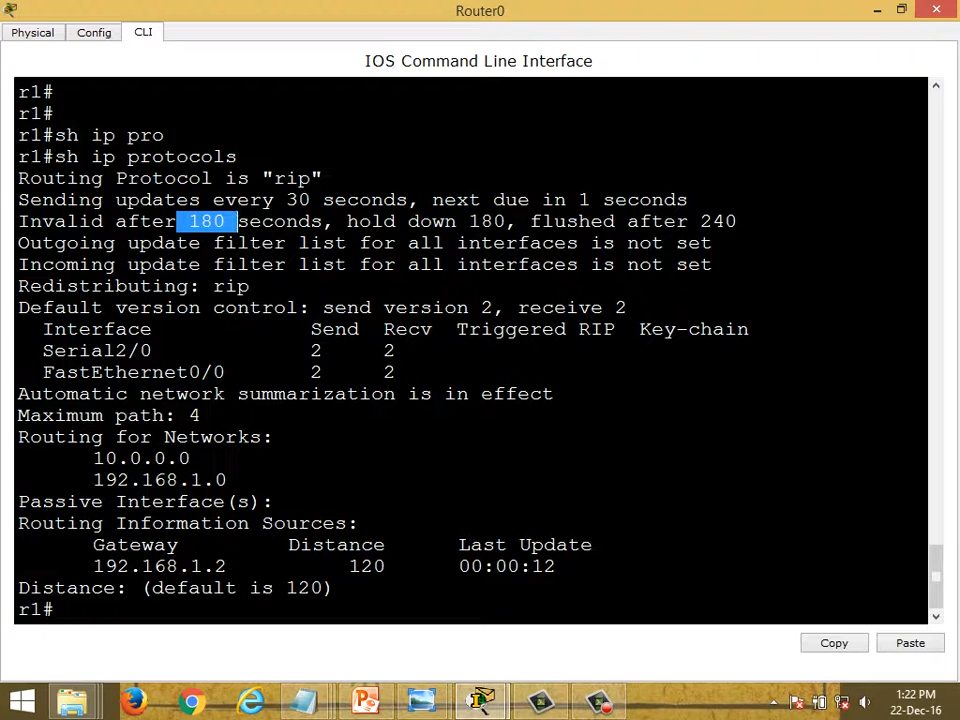 Router0
Physical Config CLI
IOS Command Line Interface
r1#
r1#
r1#sh ip pro
r1#sh ip protocols
Routing Protocol is "rip"
Sending updates every 30 seconds, next due in 1 seconds
Invalid after 180 seconds, hold down 180, flushed after 240
Outgoing update filter list for all interfaces is not set
Incoming update filter list for all interfaces is not set
Redistributing: rip
Default version control: send version 2, receive 2
Interface Send Recv Triggered RIP Key-chain
Serial2/0 2 2
FastEthernet0/0 2 2
Automatic network summarization is in effect
Maximum path: 4
Routing for Networks:
10.0.0.0
192.168.1.0
Passive Interface(s):
Routing Information Sources:
Gateway Distance Last Update
192.168.1.2 120 00:00:12
Distance: (default is 120)
r1#
Copy Paste
1:22 PM
22-Dec-16